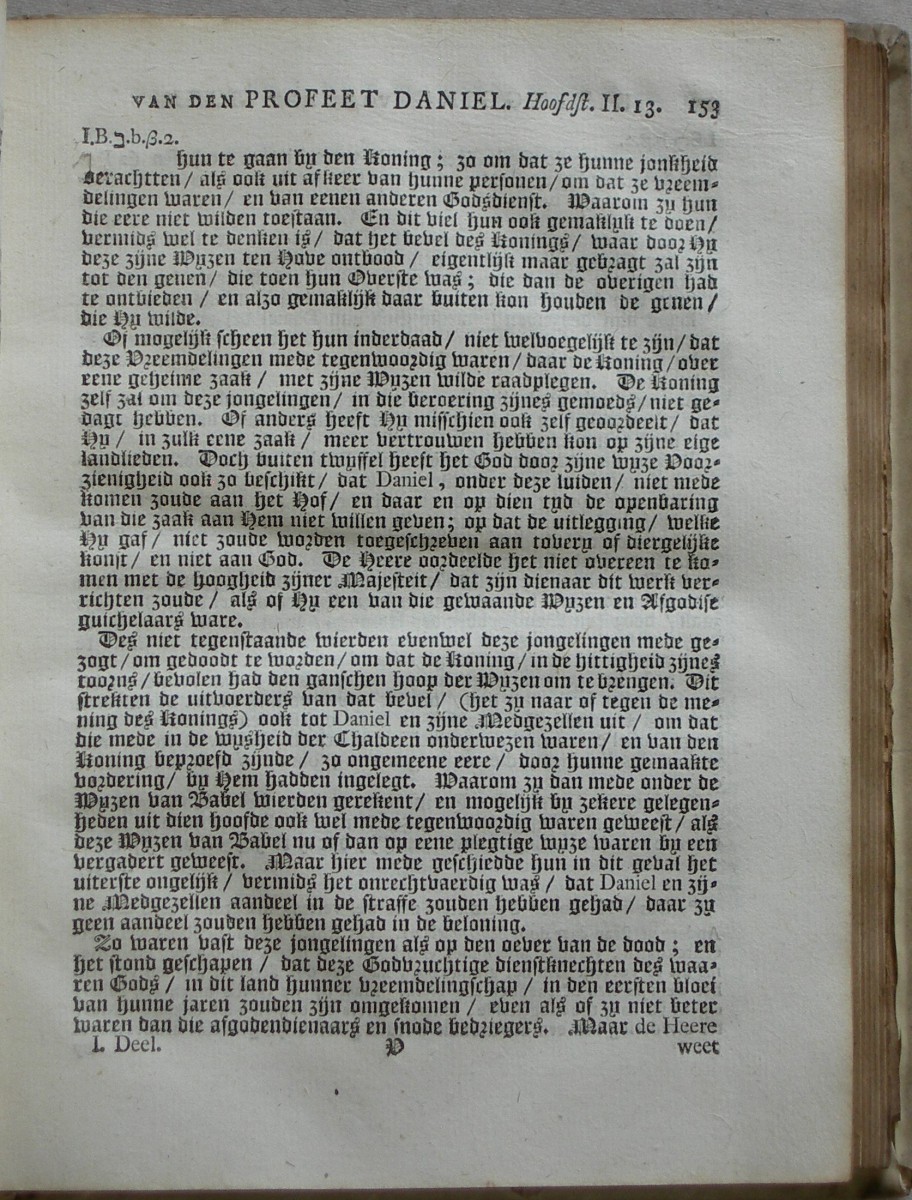 VAN DEN PROFEET DANIEL. Hoofdst. II. 13. 153
I.B.ב.b.β.2.
hun te gaan by den Koning; zo om dat ze hunne jonkheid
verachtten/ als ook uit afkeer van hunne personen/ om dat ze vreem-
delingen waren/ en van eenen anderen Godsdienst. Waarom zy hun
die eere niet wilden toestaan. En dit viel hun ook gemaklyk te doen/
vermids wel te denken is/ dat het bevel des Konings/ waar door Hy
deze zijne Wyzen ten Hove ontbood/ eigentlijk maar gebragt zal zijn
tot den genen/ die toen hun Overste was; die dan de overigen had
te ontbieden/ en alzo gemaklijk daar buiten kon houden de genen/
die Hy wilde.
Of mogelijk scheen het hun inderdaad/ niet welvoegelijk te zijn/ dat
deze Vreemdelingen mede tegenwoordig waren/ daar de Koning/ over
eene geheime zaak/ met zijne Wyzen wilde raadplegen. De Koning
zelf zal om deze jongelingen/ in die beroering zijnes gemoeds/ niet ge-
dagt hebben. Of anders heeft Hy misschien ook zelf geoordeelt/ dat
Hy/ in zulk eene zaak/ meer vertrouwen hebben kon op zijne eige
landlieden. Doch buiten twyffel heeft het God door zijne wyze Voor-
zienigheid ook zo beschikt/ dat Daniel, onder deze luiden/ niet mede
komen zoude aan het Hof/ en daar en op dien tyd de openbaring
van die zaak aan Hem niet willen geven; op dat de uitlegging/ welke
Hy gaf/ niet zoude worden toegeschreven aan tovery of diergelijke
konst/ en niet aan God. De Heere oordeelde het niet overeen te ko-
men met de hoogheid zijner Majesteit/ dat zijn dienaar dit werk ver-
richten zoude/ als of Hy een van die gewaande Wyzen en Afgodise
guichelaars ware.
Des niet tegenstaande wierden evenwel deze jongelingen mede ge-
zogt/ om gedoodt te worden/ om dat de Koning/ in de hittigheid zijnes
toorns/ bevolen had den ganschen hoop der Wyzen om te brengen. Dit
strekten de uitvoerders van dat bevel/ (het zy naar of tegen de me-
ning des Konings) ook tot Daniel en zijne Medgezellen uit/ om dat
die mede in de wysheid der Chaldeen onderwezen waren/ en van den
Koning beproefd zijnde/ zo ongemeene eere/ door hunne gemaakte
vordering/ by Hem hadden ingelegt. Waarom zy dan mede onder de
Wyzen van Babel wierden gerekent/ en mogelijk by zekere gelegen-
heden uit dien hoofde ook wel mede tegenwoordig waren geweest/ als
deze Wyzen van Babel nu of dan op eene plegtige wyze waren by een
vergadert geweest. Maar hier mede geschiedde hun in dit geval het
uiterste ongelijk/ vermids het onrechtvaerdig was/ dat Daniel en zij-
ne Medgezellen aandeel in de straffe zouden hebben gehad/ daar zy
geen aandeel zouden hebben gehad in de beloning.
Zo waren vast deze jongelingen als op den oever van de dood; en
het stond geschapen/ dat deze Godvruchtige dienstknechten des waa-
ren Gods/ in dit land hunner vreemdelingschap/ in den eersten bloei
van hunne jaren zouden zijn omgekomen/ even als of zy niet beter
waren dan die afgodendienaars en snode bedriegers. Maar de Heere
I. Deel. V weet